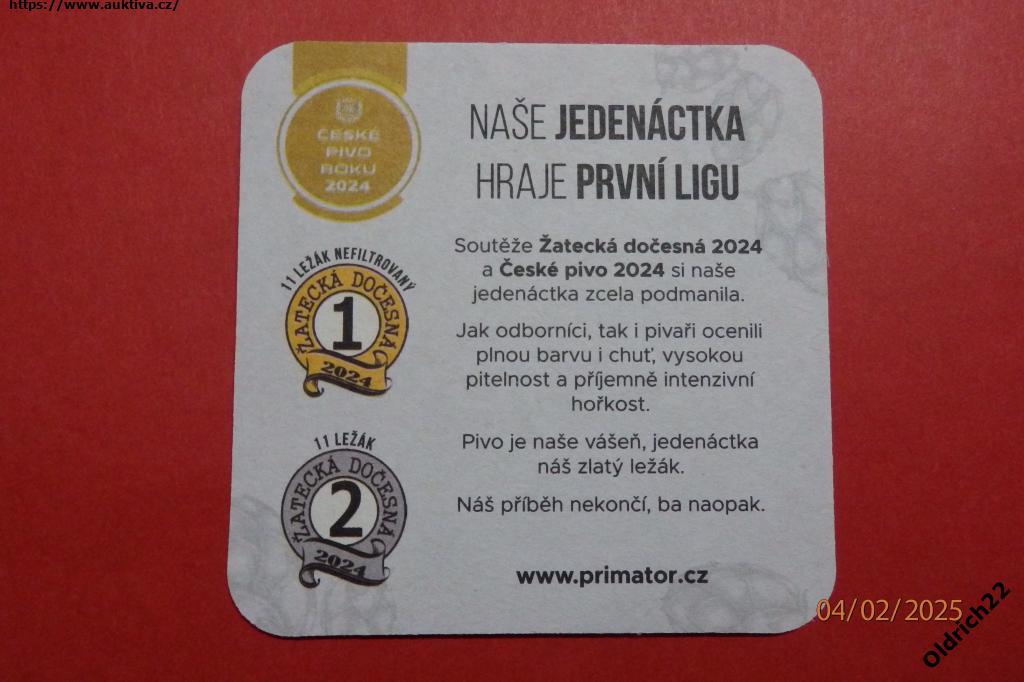 https://www.auktiva.cz/
ČESKÉ
PIVO
ROKU
2024
NAŠE JEDENÁCTKA
HRAJE PRVNÍ LIGU
Soutěže Žatecká dočesná 2024
a České pivo 2024 si naše
jedenáctka zcela podmanila.
Jak odborníci, tak i pivaři ocenili
plnou barvu i chuť, vysokou
pitelnost a příjemně intenzivní
hořkost.
Pivo je naše vášeň, jedenáctka
náš zlatý ležák.
Náš příběh nekončí, ba naopak.
www.primator.cz
11 LEŽÁK NEFILTROVANÝ
ŽATECKÁ DOČESNÁ
1
2024
11 LEŽÁK
ŽATECKÁ DOČESNÁ
2
2024
04/02/2025
Oldrich22